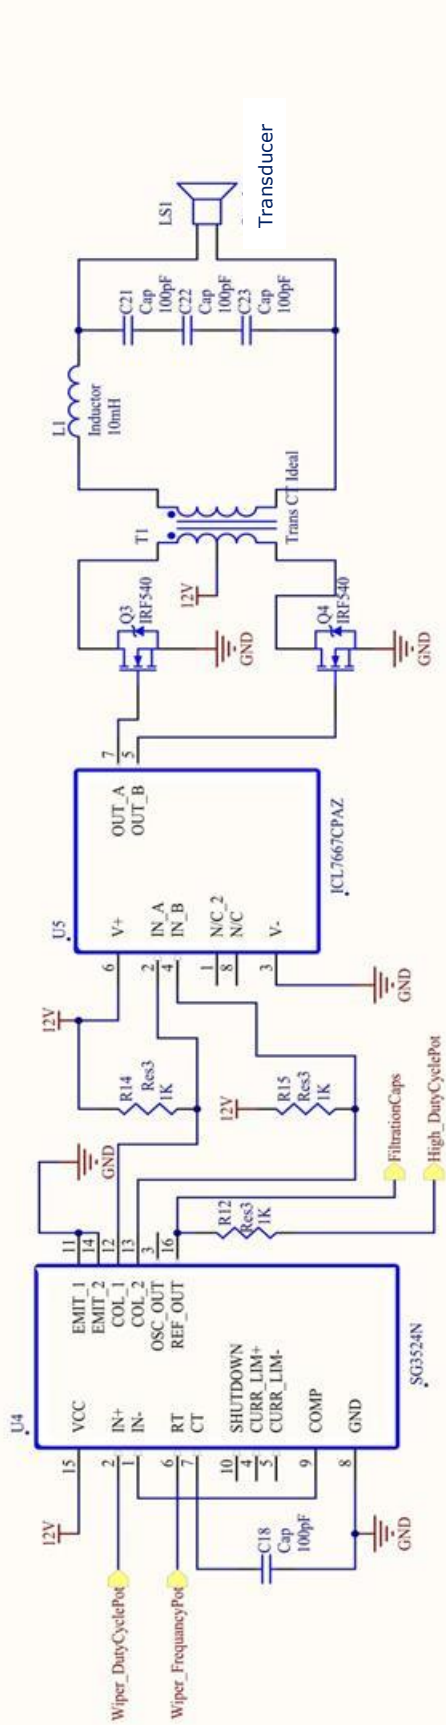 Wiper_DutyCyclePot
Wiper_FrequancyPot
12V
C18
Cap
100pF
GND
U4
15
2
1
6
7
10
4
5
9
8
VCC
IN+
IN-
RT
CT
SHUTDOWN
CURR_LIM+
CURR_LIM-
COMP
GND
EMIT_1
EMIT_2
COL_1
COL_2
OSC_OUT
REF_OUT
11
14
12
13
3
16
SG3524N
GND
R12
Res3
1K
FiltrationCaps
High_DutyCyclePot
12V
R14
Res3
1K
12V
R15
Res3
1K
GND
U5
6
2
4
1
8
3
V+
IN_A
IN_B
N/C_2
N/C
V-
OUT_A
OUT_B
7
5
ICL7667CPAZ
Q3
IRF540
GND
Q4
IRF540
GND
12V
T1
Trans CT Ideal
L1
Inductor
10mH
C21
Cap
100pF
C22
Cap
100pF
C23
Cap
100pF
LS1
Transducer